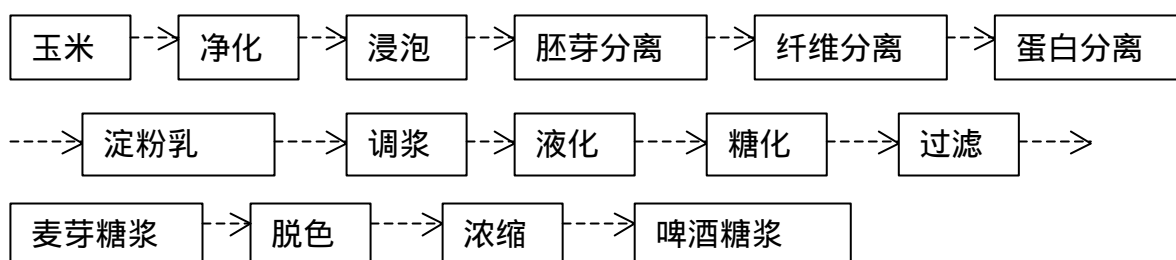 玉米 净化 浸泡 胚芽分离 纤维分离 蛋白分离
淀粉乳 调浆 液化 糖化 过滤
麦芽糖浆 脱色 浓缩 啤酒糖浆